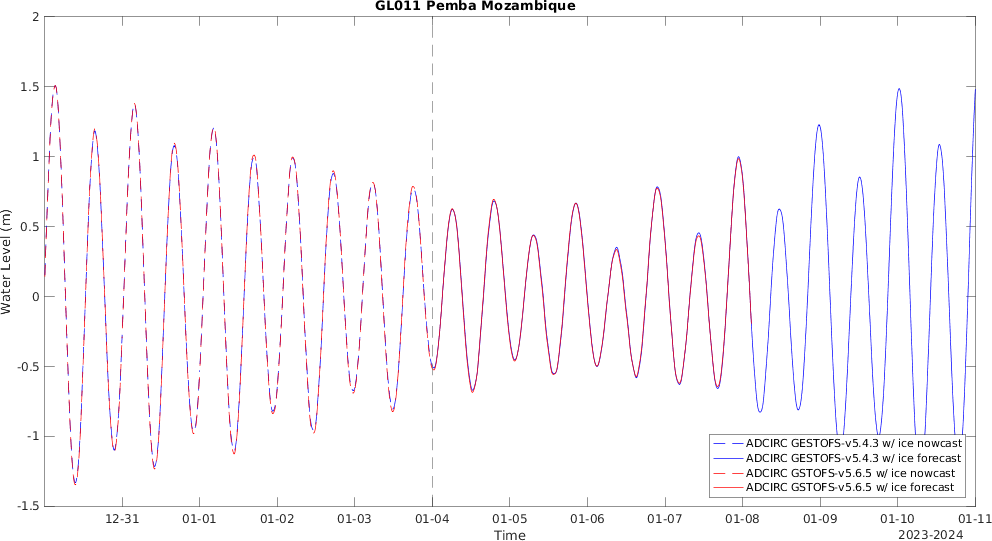 GL011 Pemba Mozambique
Water Level (m)
2
1.5
1
0.5
0
-0.5
-1
-1.5
ADCIRC GESTOFS-v5.4.3 w/ ice nowcast
ADCIRC GESTOFS-v5.4.3 w/ ice forecast
ADCIRC GSTOFS-v5.6.5 w/ ice nowcast
ADCIRC GSTOFS-v5.6.5 w/ ice forecast
12-31 01-01 01-02 01-03 01-04 01-05 01-06 01-07 01-08 01-09 01-10 01-11
Time
2023-2024